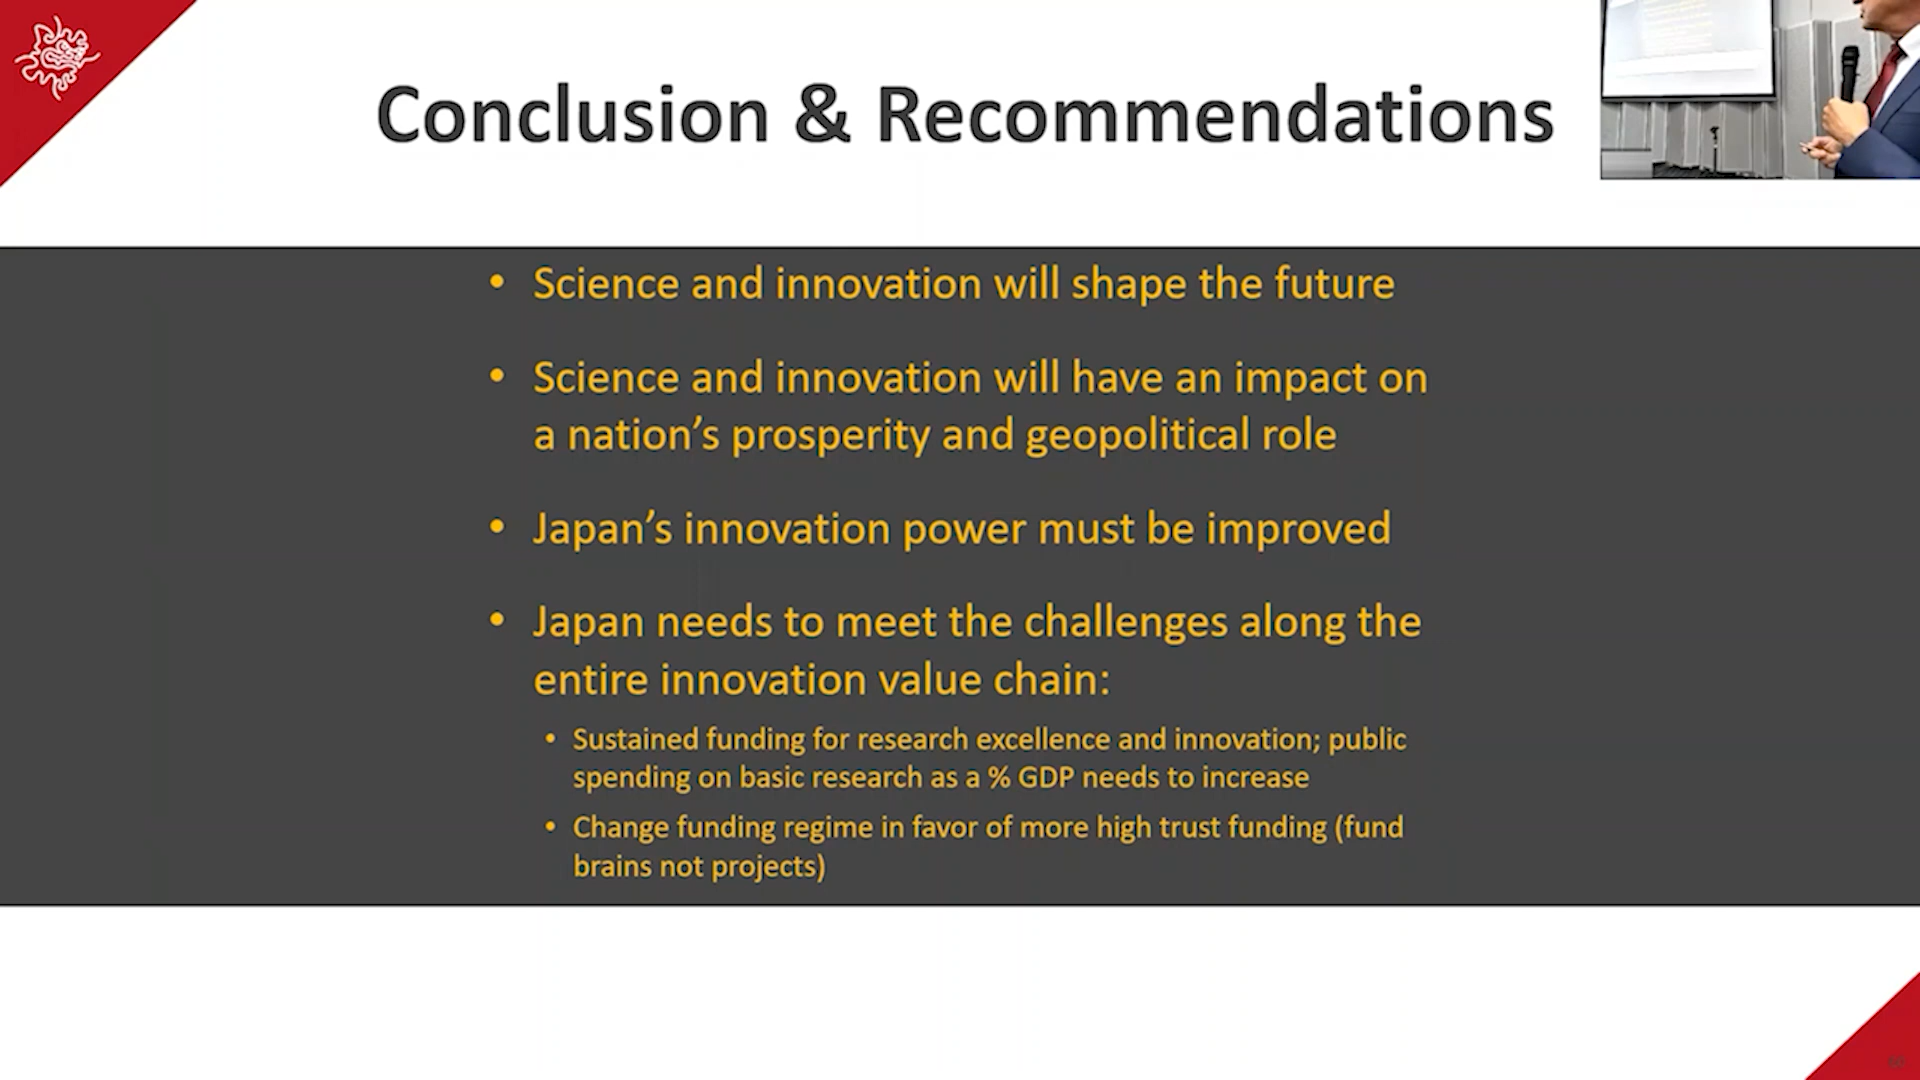 Conclusion & Recommendations
• Science and innovation will shape the future
• Science and innovation will have an impact on
a nation’s prosperity and geopolitical role
• Japan’s innovation power must be improved
• Japan needs to meet the challenges along the
entire innovation value chain:
• Sustained funding for research excellence and innovation; public
spending on basic research as a % GDP needs to increase
• Change funding regime in favor of more high trust funding (fund
brains not projects)